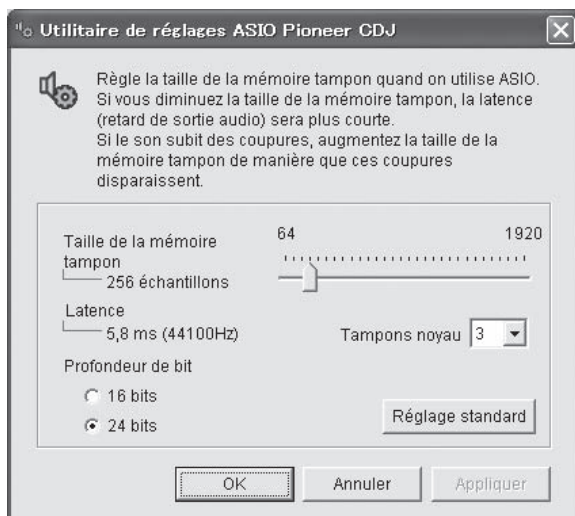 Utilitaire de réglages ASIO Pioneer CDJ
Règle la taille de la mémoire tampon quand on utilise ASIO.
Si vous diminuez la taille de la mémoire tampon, la latence
(retard de sortie audio) sera plus courte.
Si le son subit des coupures, augmentez la taille de la
mémoire tampon de manière que ces coupures
disparaissent.
64 1920
Taille de la mémoire
tampon
256 échantillons
Latence
5,8 ms (44100Hz)
Tampons noyau 3
Profondeur de bit
16 bits
24 bits
Réglage standard
OK Annuler Appliquer